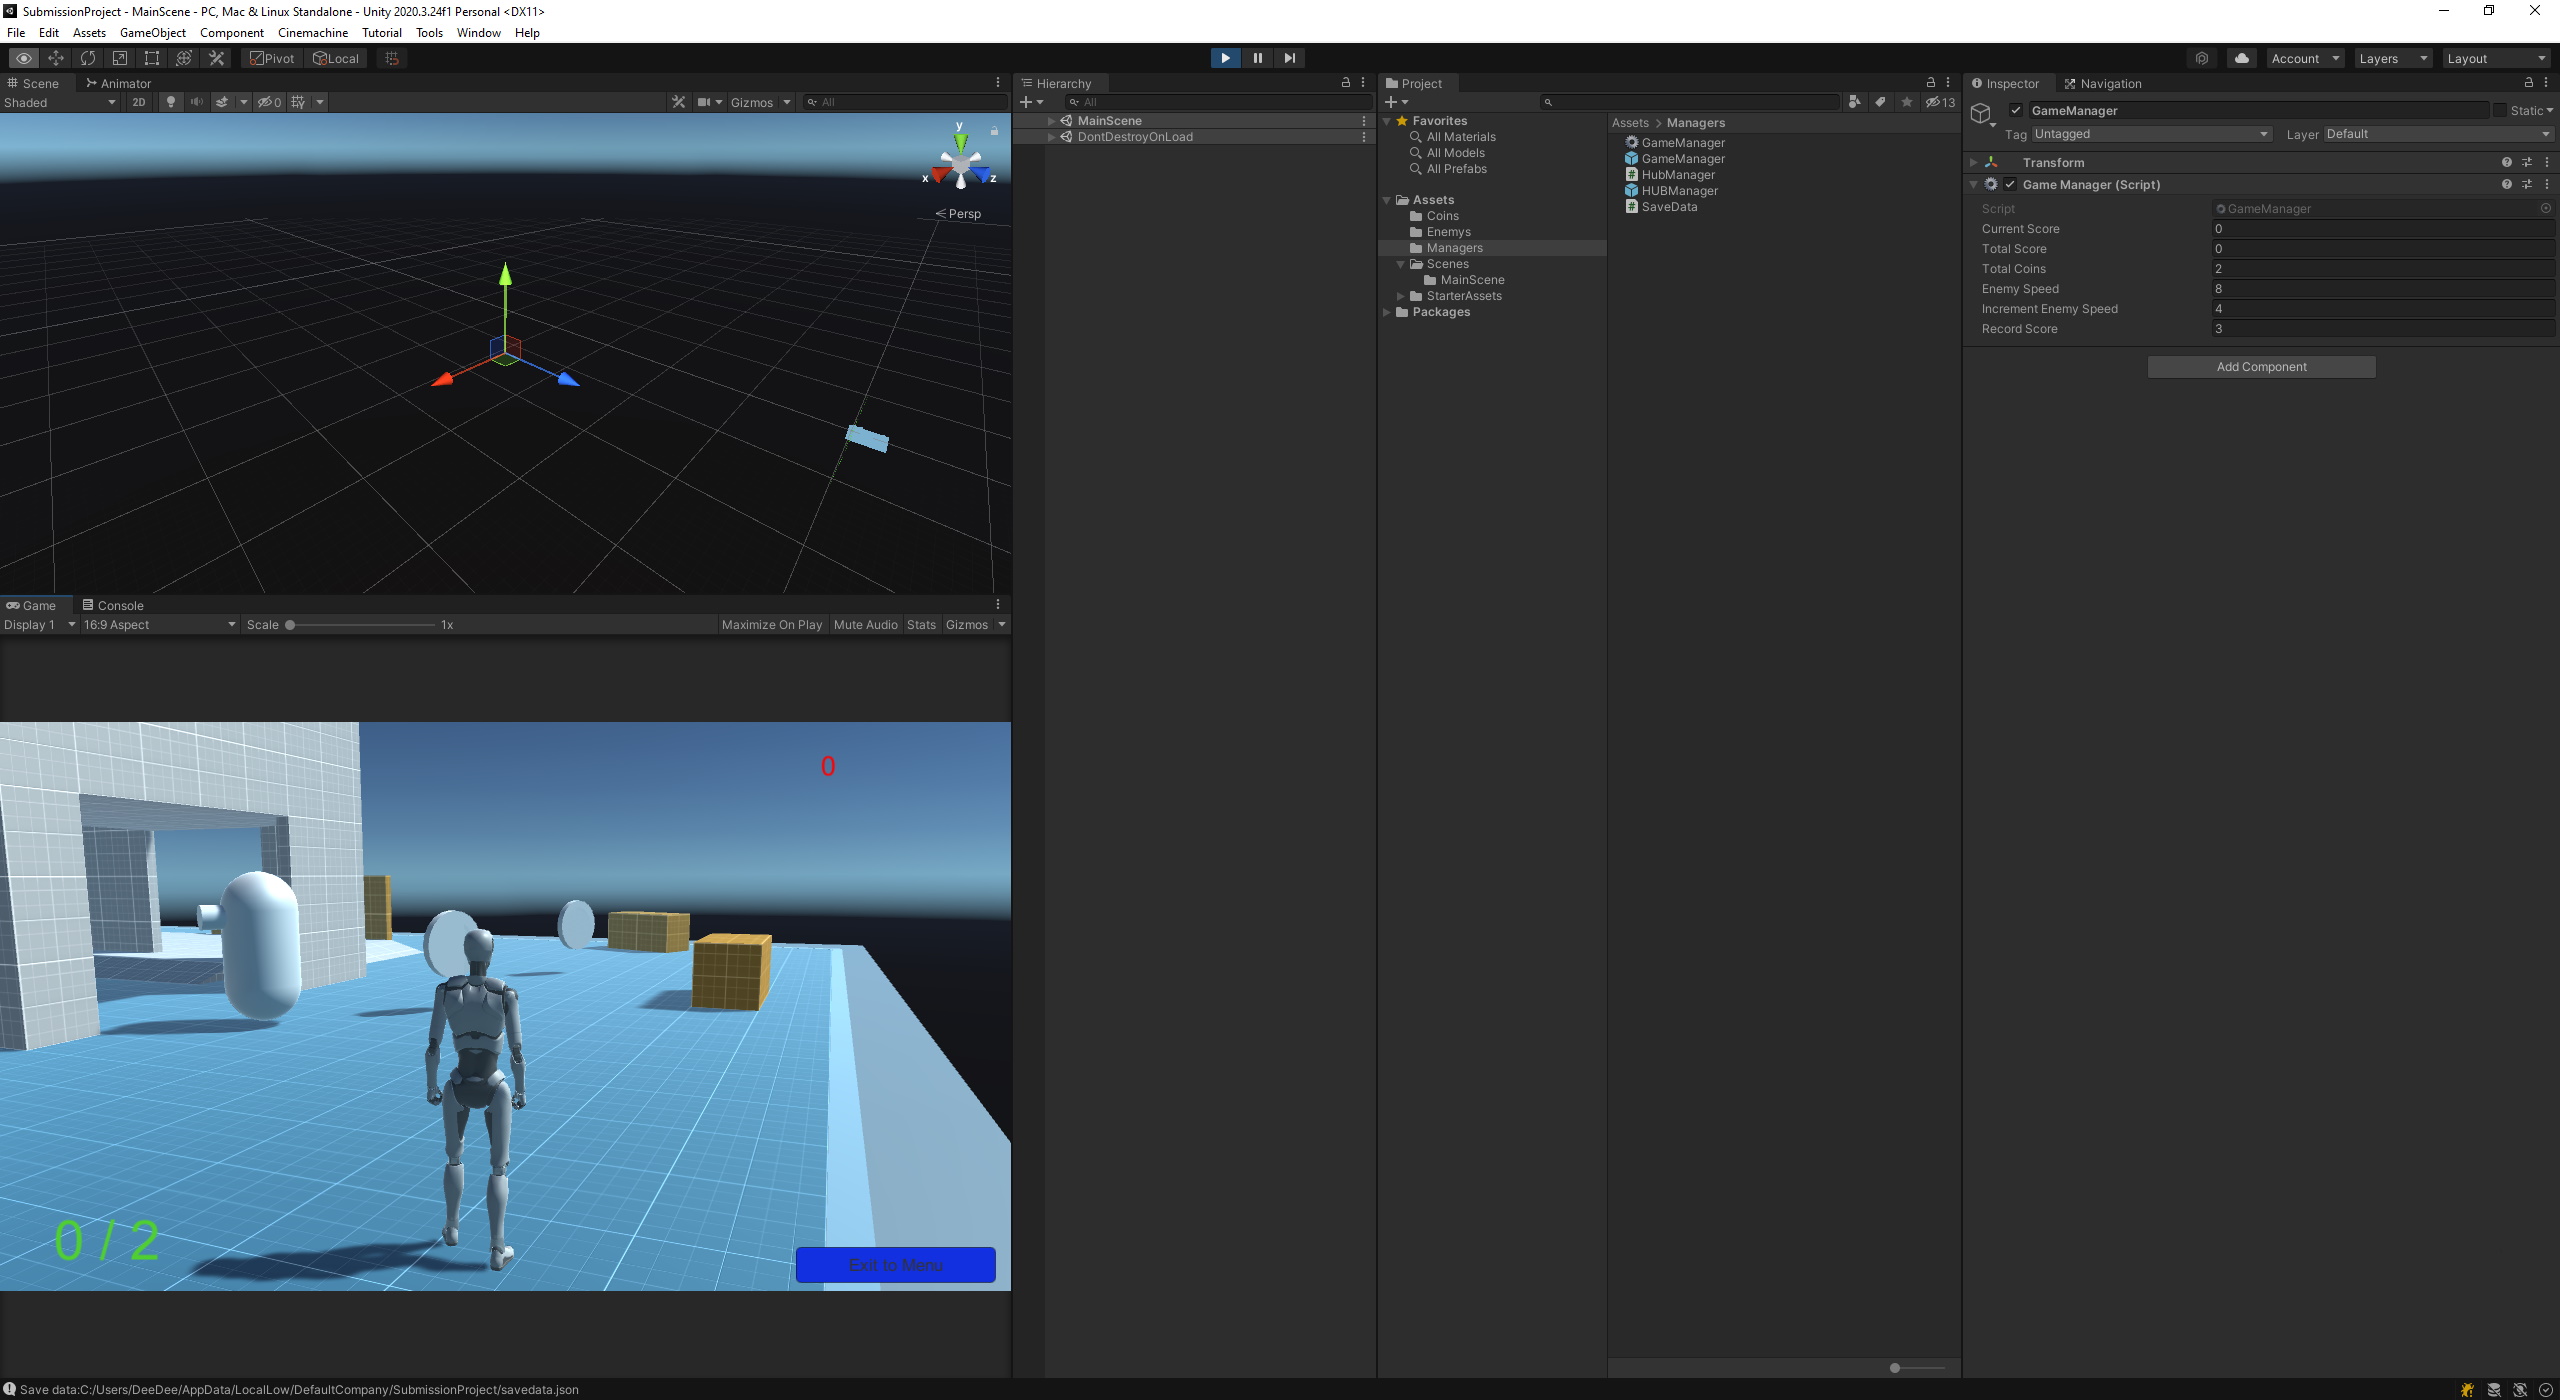 SubmissionProject - MainScene - PC, Mac & Linux Standalone - Unity 2020.3.24f1 Personal <DX11>
File Edit Assets GameObject Component Cinemachine Tutorial Tools Window Help
Pivot Local
Account Layers Layout
Scene Animator
Shaded 2D 0 Gizmos All
y
x z
Persp
Game Console
Display 1 16:9 Aspect Scale 1x Maximize On Play Mute Audio Stats Gizmos
0
0 / 2
Exit to Menu
Hierarchy
All
MainScene
DontDestroyOnLoad
Project
13
Favorites
All Materials
All Models
All Prefabs
Assets
Coins
Enemys
Managers
Scenes
MainScene
StarterAssets
Packages
Assets > Managers
GameManager
GameManager
HubManager
HUBManager
SaveData
Inspector Navigation
GameManager Static
Tag Untagged Layer Default
Transform
Game Manager (Script)
Script GameManager
Current Score 0
Total Score 0
Total Coins 2
Enemy Speed 8
Increment Enemy Speed 4
Record Score 3
Add Component
Save data:C:/Users/DeeDee/AppData/LocalLow/DefaultCompany/SubmissionProject/savedata.json